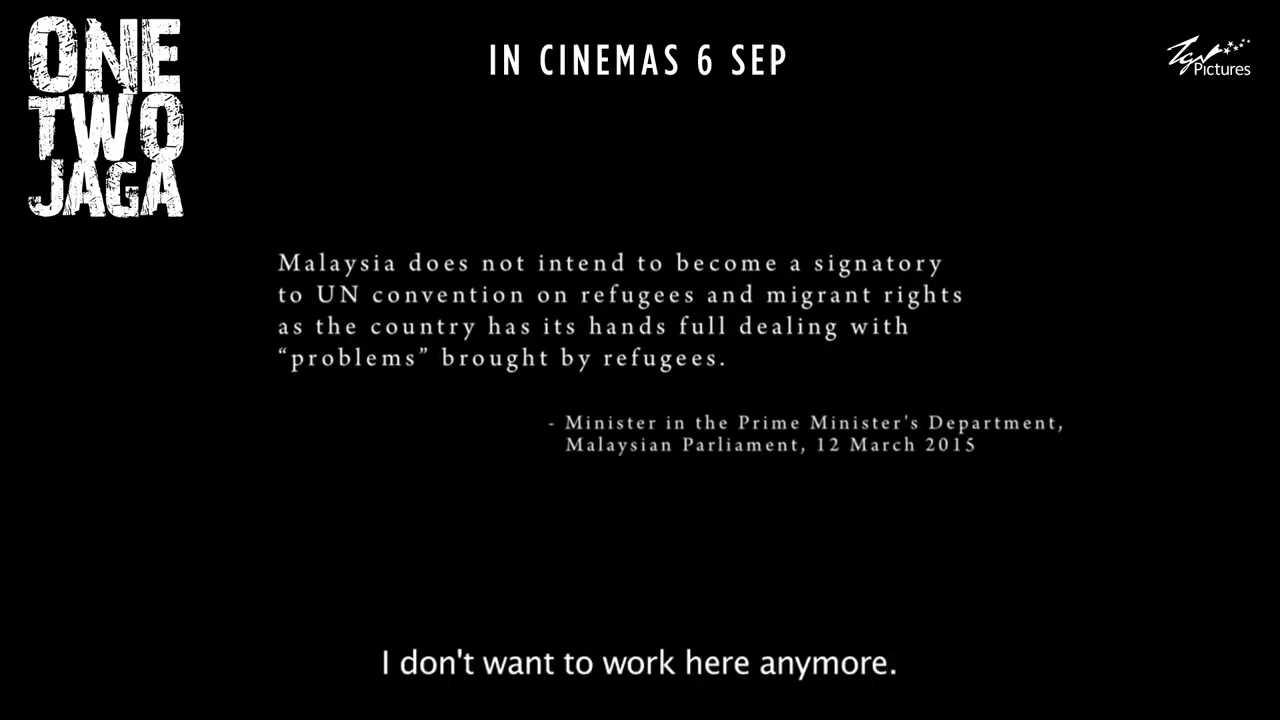 ONE
TWO
JAGA
IN CINEMAS 6 SEP
TGV Pictures
Malaysia does not intend to become a signatory
to UN convention on refugees and migrant rights
as the country has its hands full dealing with
“problems” brought by refugees.
- Minister in the Prime Minister's Department,
Malaysian Parliament, 12 March 2015
I don't want to work here anymore.